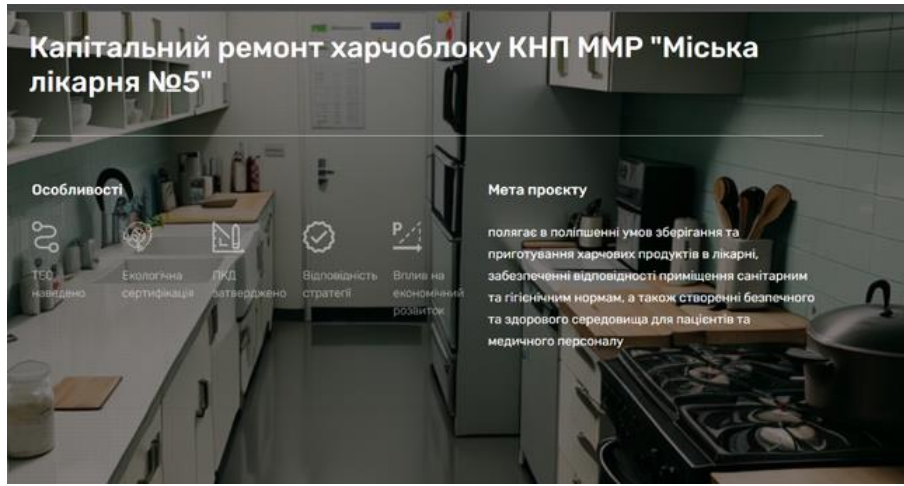 Капітальний ремонт харчоблоку КНП ММР "Міська
лікарня №5"
Особливості
ТЕО
наведено
Екологічна
сертифікація
ПКД
затверджено
Відповідність
стратегії
Вплив на
економічний
розвиток
Мета проєкту
полягає в поліпшенні умов зберігання та
приготування харчових продуктів в лікарні,
забезпеченні відповідності приміщення санітарним
та гігієнічним нормам, а також створенні безпечного
та здорового середовища для пацієнтів та
медичного персоналу